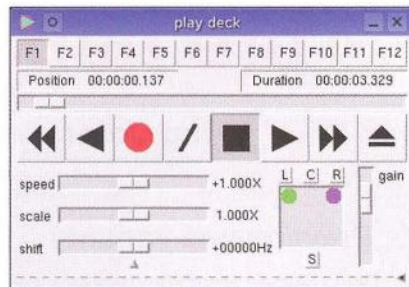 play deck
F1 F2 F3 F4 F5 F6 F7 F8 F9 F10 F11 F12
Position 00:00:00.137 Duration 00:00:03.329
speed +1.000X
L C R gain
scale 1.000X
shift +00000Hz
S